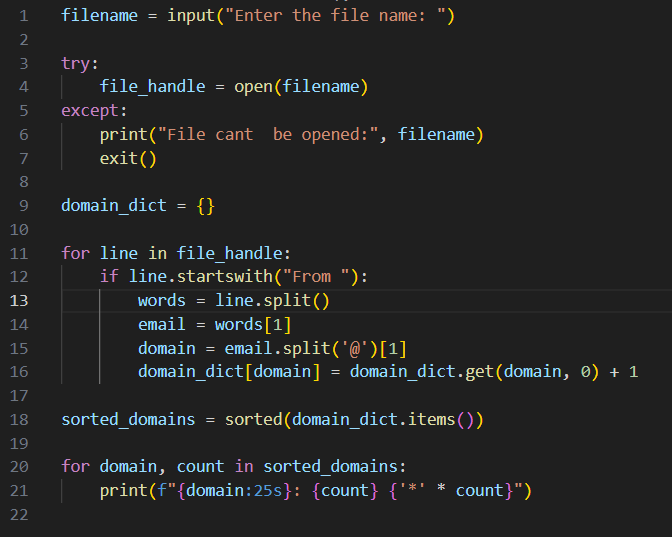 1 filename = input("Enter the file name: ")
2
3 try:
4     file_handle = open(filename)
5 except:
6     print("File cant  be opened:", filename)
7     exit()
8
9 domain_dict = {}
10
11 for line in file_handle:
12     if line.startswith("From "):
13         words = line.split()
14         email = words[1]
15         domain = email.split('@')[1]
16         domain_dict[domain] = domain_dict.get(domain, 0) + 1
17
18 sorted_domains = sorted(domain_dict.items())
19
20 for domain, count in sorted_domains:
21     print(f"{domain:25s}: {count} {'*' * count}")
22